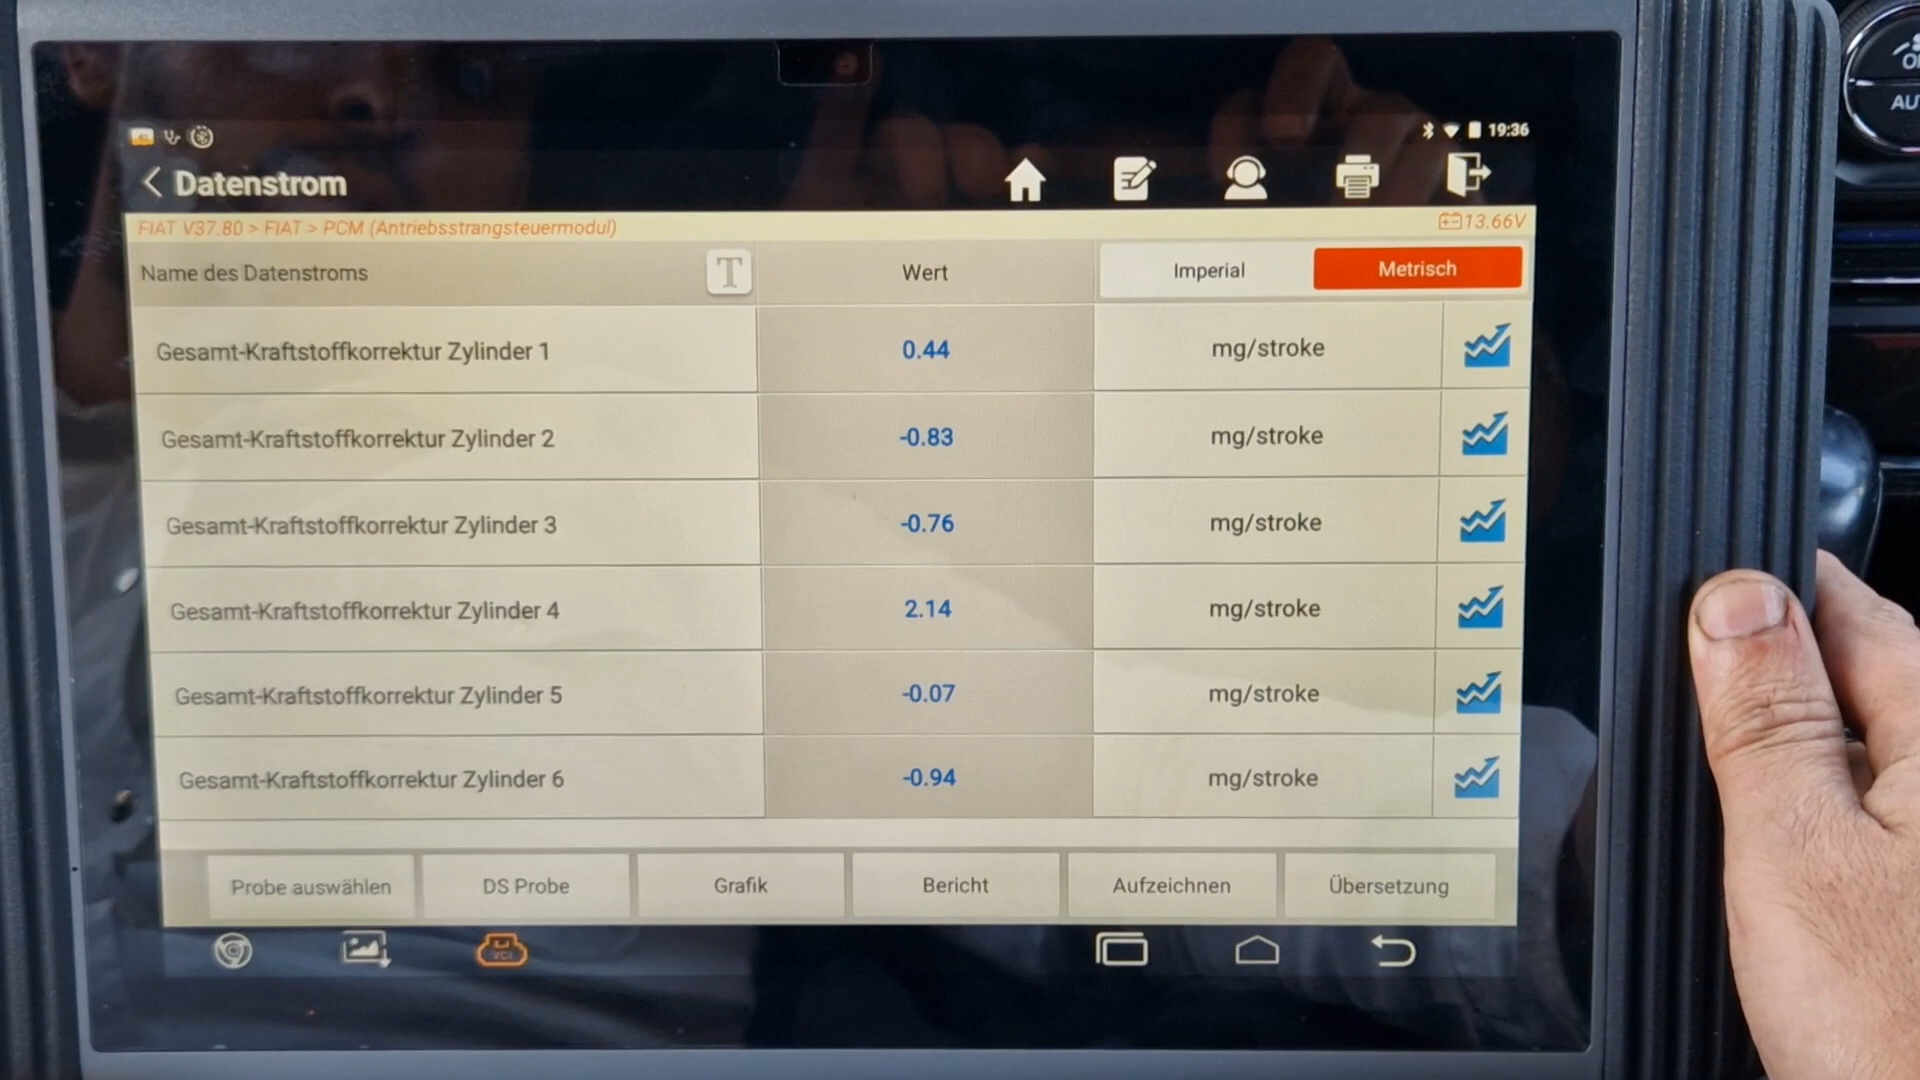 19:36
Datenstrom
FIAT V37.80 > FIAT > PCM (Antriebsstrangsteuermodul)
13.66V
Name des Datenstroms T Wert Imperial Metrisch
Gesamt-Kraftstoffkorrektur Zylinder 1 0.44 mg/stroke
Gesamt-Kraftstoffkorrektur Zylinder 2 -0.83 mg/stroke
Gesamt-Kraftstoffkorrektur Zylinder 3 -0.76 mg/stroke
Gesamt-Kraftstoffkorrektur Zylinder 4 2.14 mg/stroke
Gesamt-Kraftstoffkorrektur Zylinder 5 -0.07 mg/stroke
Gesamt-Kraftstoffkorrektur Zylinder 6 -0.94 mg/stroke
Probe auswählen DS Probe Grafik Bericht Aufzeichnen Übersetzung
VCI